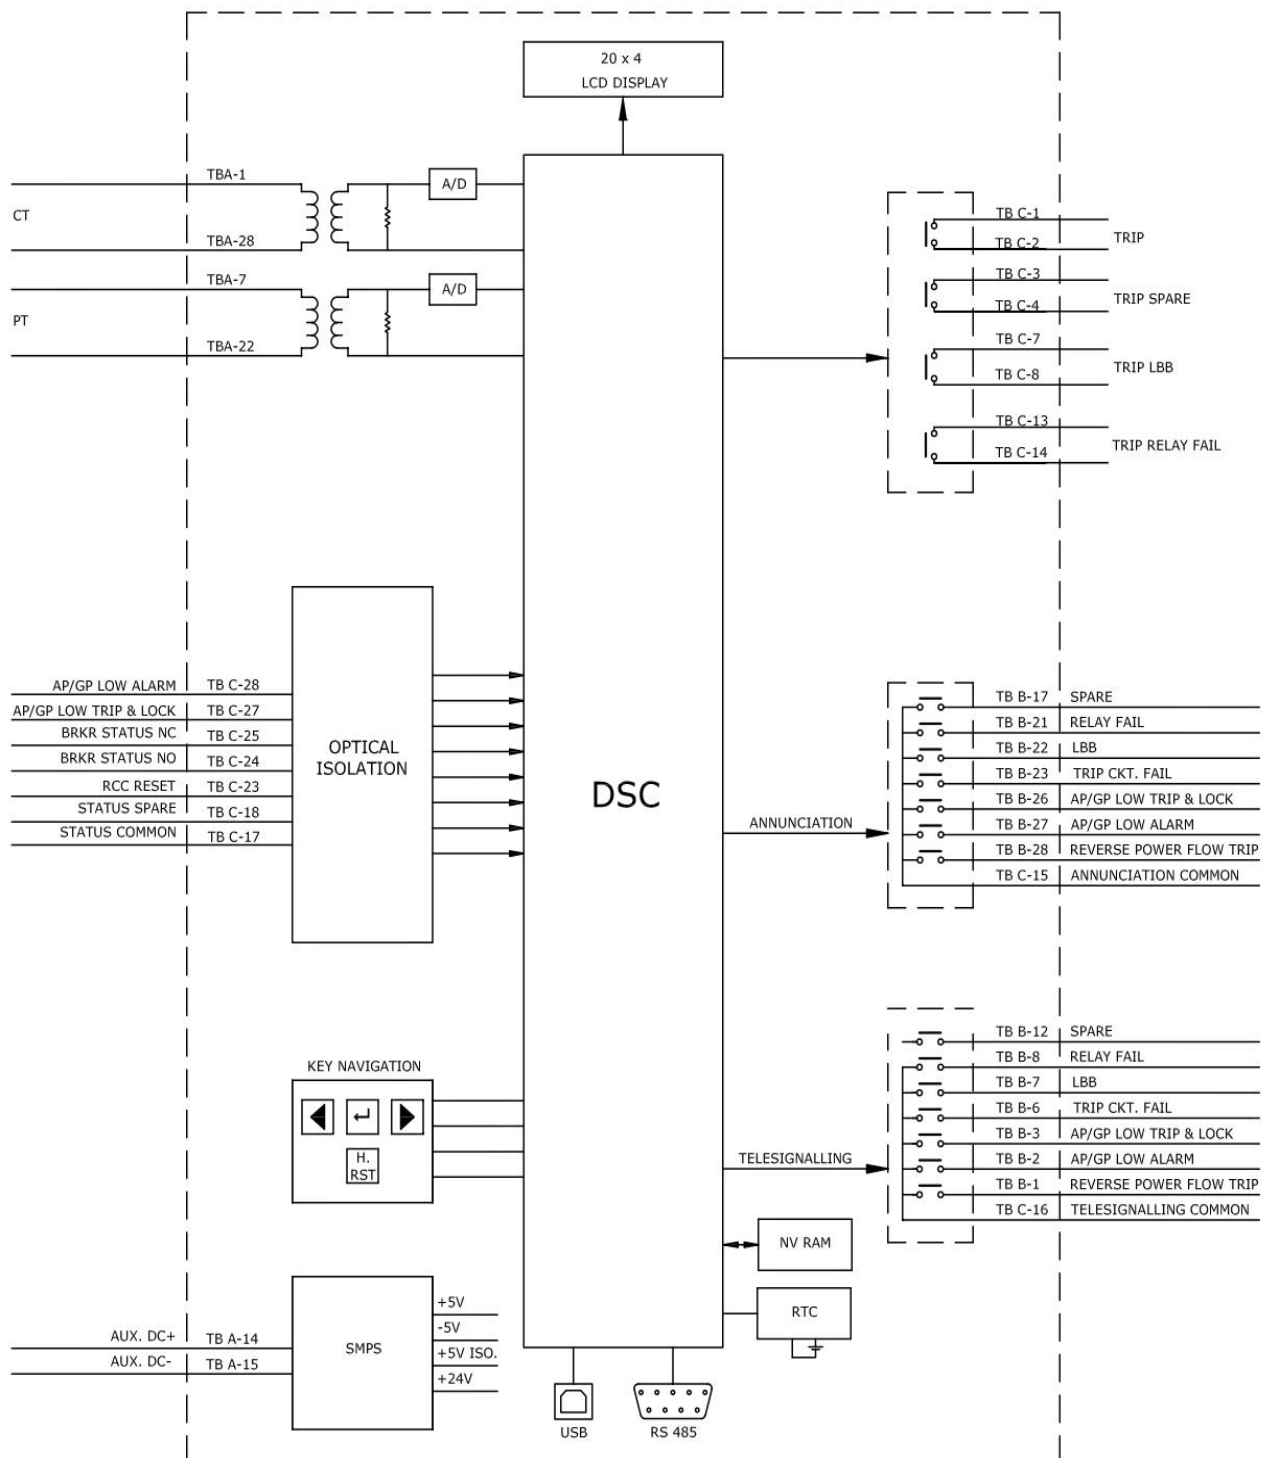 20 x 4
LCD DISPLAY
CT
TBA-1
TBA-28
A/D
PT
TBA-7
TBA-22
A/D
TB C-1
TB C-2
TRIP
TB C-3
TB C-4
TRIP SPARE
TB C-7
TB C-8
TRIP LBB
TB C-13
TB C-14
TRIP RELAY FAIL
AP/GP LOW ALARM TB C-28
AP/GP LOW TRIP & LOCK TB C-27
BRKR STATUS NC TB C-25
BRKR STATUS NO TB C-24
RCC RESET TB C-23
STATUS SPARE TB C-18
STATUS COMMON TB C-17
OPTICAL
ISOLATION
DSC
ANNUNCIATION
TB B-17 SPARE
TB B-21 RELAY FAIL
TB B-22 LBB
TB B-23 TRIP CKT. FAIL
TB B-26 AP/GP LOW TRIP & LOCK
TB B-27 AP/GP LOW ALARM
TB B-28 REVERSE POWER FLOW TRIP
TB C-15 ANNUNCIATION COMMON
KEY NAVIGATION
H.
RST
TELESIGNALLING
TB B-12 SPARE
TB B-8 RELAY FAIL
TB B-7 LBB
TB B-6 TRIP CKT. FAIL
TB B-3 AP/GP LOW TRIP & LOCK
TB B-2 AP/GP LOW ALARM
TB B-1 REVERSE POWER FLOW TRIP
TB C-16 TELESIGNALLING COMMON
NV RAM
RTC
AUX. DC+ TB A-14
AUX. DC- TB A-15
SMPS
+5V
-5V
+5V ISO.
+24V
USB
RS 485